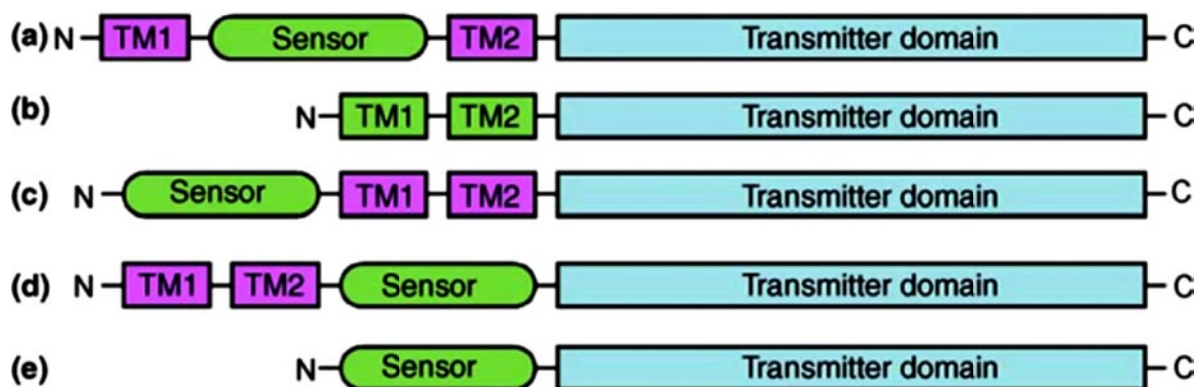 (a) N TM1 Sensor TM2 Transmitter domain C
(b) N TM1 TM2 Transmitter domain C
(c) N Sensor TM1 TM2 Transmitter domain C
(d) N TM1 TM2 Sensor Transmitter domain C
(e) N Sensor Transmitter domain C